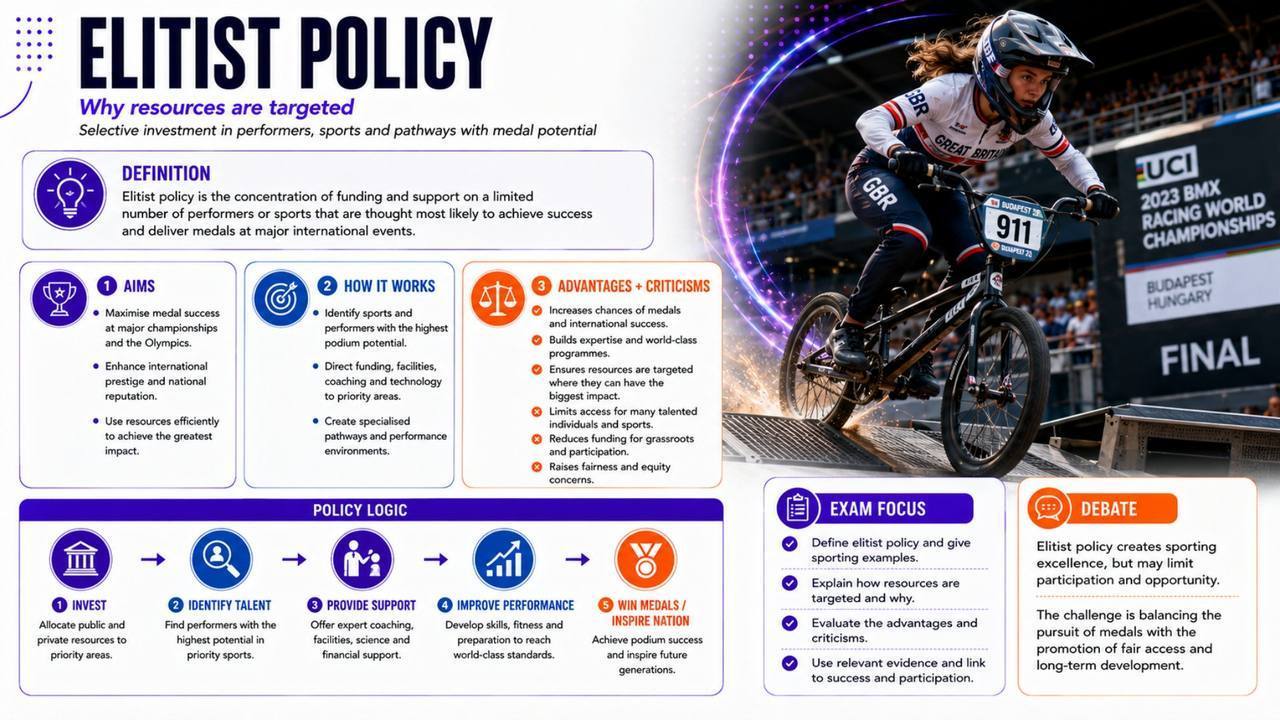 ELITIST POLICY
Why resources are targeted
Selective investment in performers, sports and pathways with medal potential
DEFINITION
Elitist policy is the concentration of funding and support on a limited
number of performers or sports that are thought most likely to achieve success
and deliver medals at major international events.
1 AIMS
Maximise medal success
at major championships
and the Olympics.
Enhance international
prestige and national
reputation.
Use resources efficiently
to achieve the greatest
impact.
2 HOW IT WORKS
Identify sports and
performers with the highest
podium potential.
Direct funding, facilities,
coaching and technology
to priority areas.
Create specialised
pathways and performance
environments.
3 ADVANTAGES + CRITICISMS
Increases chances of medals
and international success.
Builds expertise and world-class
programmes.
Ensures resources are targeted
where they can have the
biggest impact.
Limits access for many talented
individuals and sports.
Reduces funding for grassroots
and participation.
Raises fairness and equity
concerns.
GBR
GBR
GREAT BRITAIN
GBR
911
UCI
2023 BMX
RACING WORLD
CHAMPIONSHIPS
BUDAPEST
HUNGARY
FINAL
POLICY LOGIC
1 INVEST
Allocate public and
private resources to
priority areas.
2 IDENTIFY TALENT
Find performers with the
highest potential in
priority sports.
3 PROVIDE SUPPORT
Offer expert coaching,
facilities, science and
financial support.
4 IMPROVE PERFORMANCE
Develop skills, fitness and
preparation to reach
world-class standards.
5 WIN MEDALS /
INSPIRE NATION
Achieve podium success
and inspire future
generations.
EXAM FOCUS
Define elitist policy and give
sporting examples.
Explain how resources are
targeted and why.
Evaluate the advantages and
criticisms.
Use relevant evidence and link
to success and participation.
DEBATE
Elitist policy creates sporting
excellence, but may limit
participation and opportunity.
The challenge is balancing the
pursuit of medals with the
promotion of fair access and
long-term development.